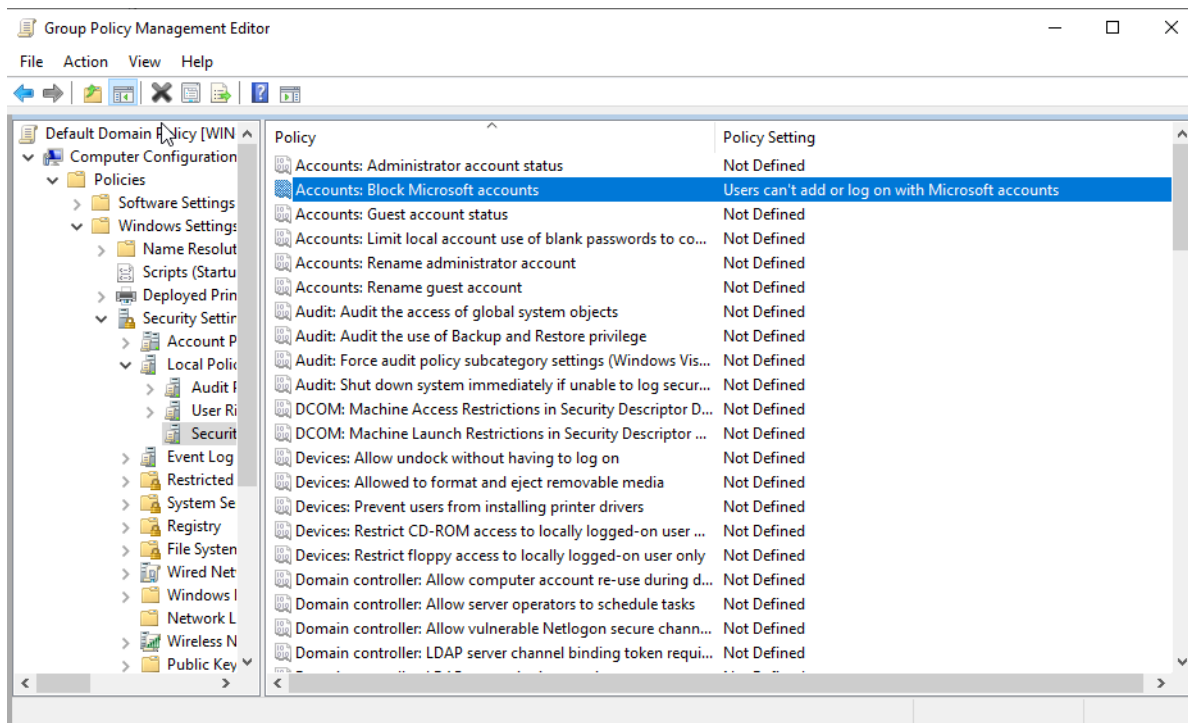 Group Policy Management Editor
File Action View Help
Default Domain Policy [WIN
Computer Configuration
Policies
Software Settings
Windows Settings
Name Resolut
Scripts (Startu
Deployed Prin
Security Settin
Account P
Local Polic
Audit P
User Ri
Securit
Event Log
Restricted
System Se
Registry
File System
Wired Net
Windows
Network L
Wireless N
Public Key
Policy Policy Setting
Accounts: Administrator account status Not Defined
Accounts: Block Microsoft accounts Users can't add or log on with Microsoft accounts
Accounts: Guest account status Not Defined
Accounts: Limit local account use of blank passwords to co... Not Defined
Accounts: Rename administrator account Not Defined
Accounts: Rename guest account Not Defined
Audit: Audit the access of global system objects Not Defined
Audit: Audit the use of Backup and Restore privilege Not Defined
Audit: Force audit policy subcategory settings (Windows Vis... Not Defined
Audit: Shut down system immediately if unable to log secur... Not Defined
DCOM: Machine Access Restrictions in Security Descriptor D... Not Defined
DCOM: Machine Launch Restrictions in Security Descriptor ... Not Defined
Devices: Allow undock without having to log on Not Defined
Devices: Allowed to format and eject removable media Not Defined
Devices: Prevent users from installing printer drivers Not Defined
Devices: Restrict CD-ROM access to locally logged-on user ... Not Defined
Devices: Restrict floppy access to locally logged-on user only Not Defined
Domain controller: Allow computer account re-use during d... Not Defined
Domain controller: Allow server operators to schedule tasks Not Defined
Domain controller: Allow vulnerable Netlogon secure chann... Not Defined
Domain controller: LDAP server channel binding token requi... Not Defined